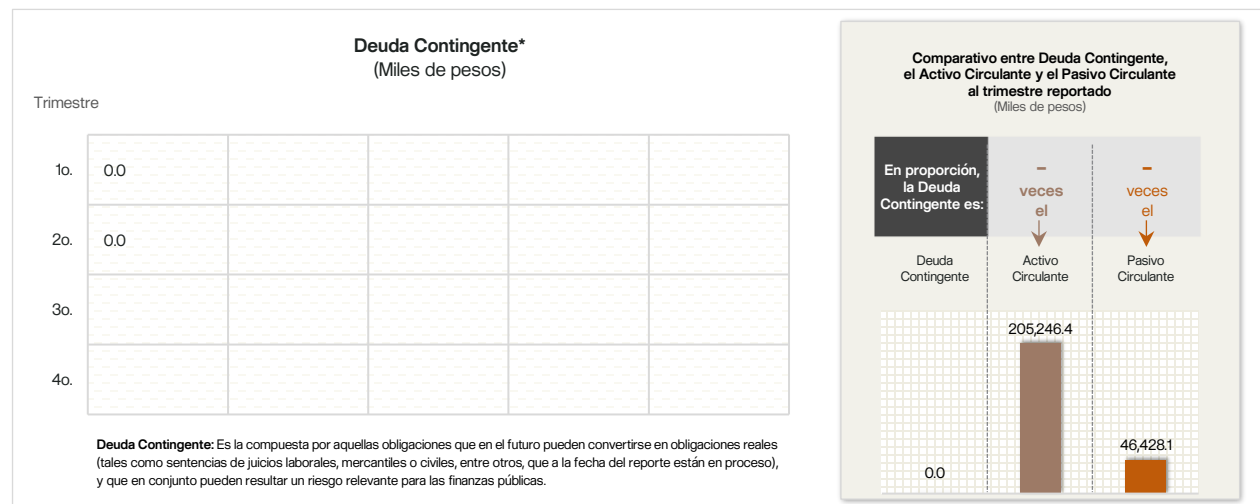 Deuda Contingente*
(Miles de pesos)
Trimestre
1o. 0.0
2o. 0.0
3o.
4o.
Deuda Contingente: Es la compuesta por aquellas obligaciones que en el futuro pueden convertirse en obligaciones reales
(tales como sentencias de juicios laborales, mercantiles o civiles, entre otros, que a la fecha del reporte están en proceso),
y que en conjunto pueden resultar un riesgo relevante para las finanzas públicas.
Comparativo entre Deuda Contingente,
el Activo Circulante y el Pasivo Circulante
al trimestre reportado
(Miles de pesos)
En proporción,
la Deuda
Contingente es:
–
veces
el
–
veces
el
Deuda
Contingente
Activo
Circulante
Pasivo
Circulante
0.0
205,246.4
46,428.1